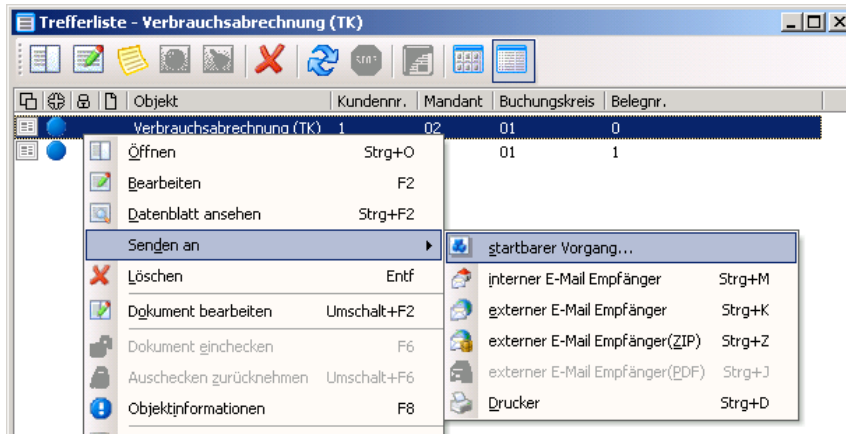 Trefferliste - Verbrauchsabrechnung (TK)
STOP
Objekt Kundennr. Mandant Buchungskreis Belegnr.
Verbrauchsabrechnung (TK) 1 02 01 0
01 1
Öffnen Strg+O
Bearbeiten F2
Datenblatt ansehen Strg+F2
Senden an
Löschen Entf
Dokument bearbeiten Umschalt+F2
Dokument einchecken F6
Auschecken zurücknehmen Umschalt+F6
Objektinformationen F8
startbarer Vorgang...
interner E-Mail Empfänger Strg+M
externer E-Mail Empfänger Strg+K
externer E-Mail Empfänger(ZIP) Strg+Z
externer E-Mail Empfänger(PDF) Strg+J
Drucker Strg+D